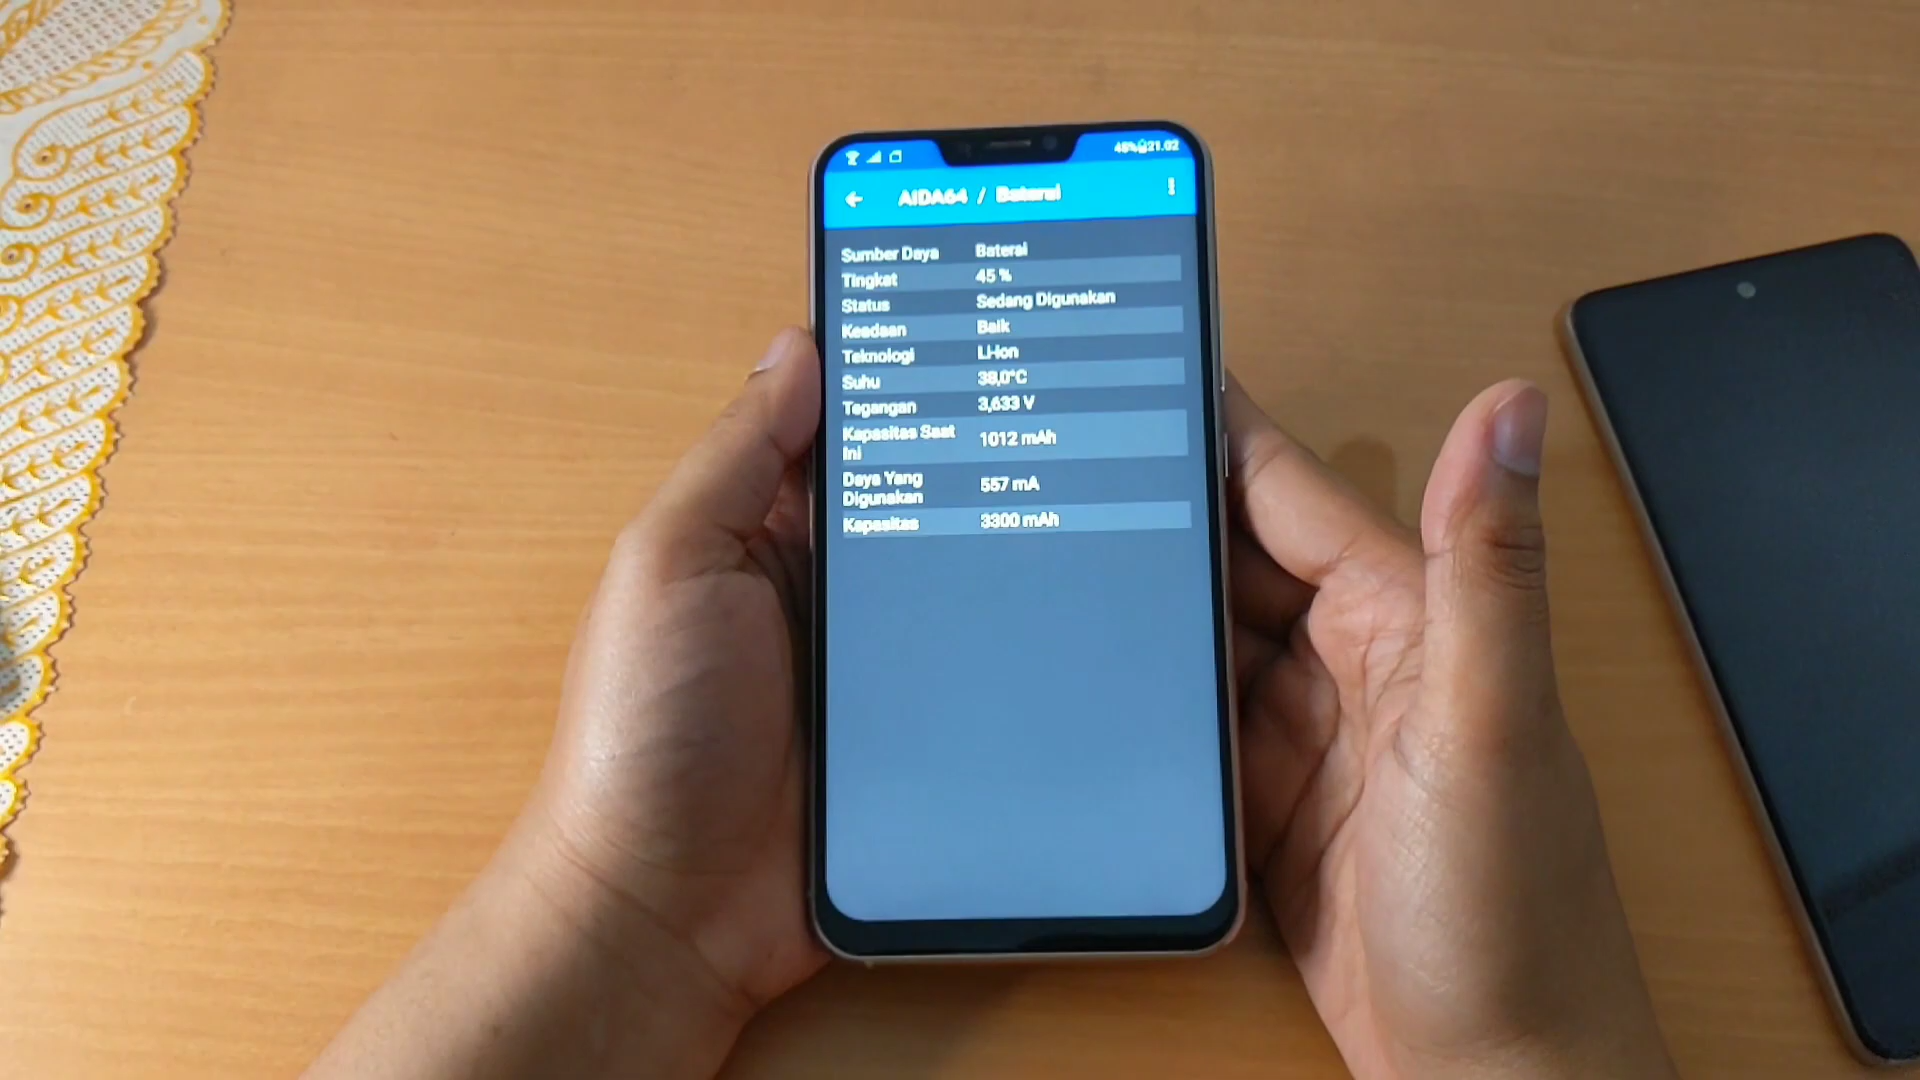 45% 21.02
AIDA64 / Baterai
Sumber Daya Baterai
Tingkat 45 %
Status Sedang Digunakan
Keadaan Baik
Teknologi Li-ion
Suhu 38,0°C
Tegangan 3,633 V
Kapasitas Saat Ini 1012 mAh
Daya Yang Digunakan 557 mA
Kapasitas 3300 mAh